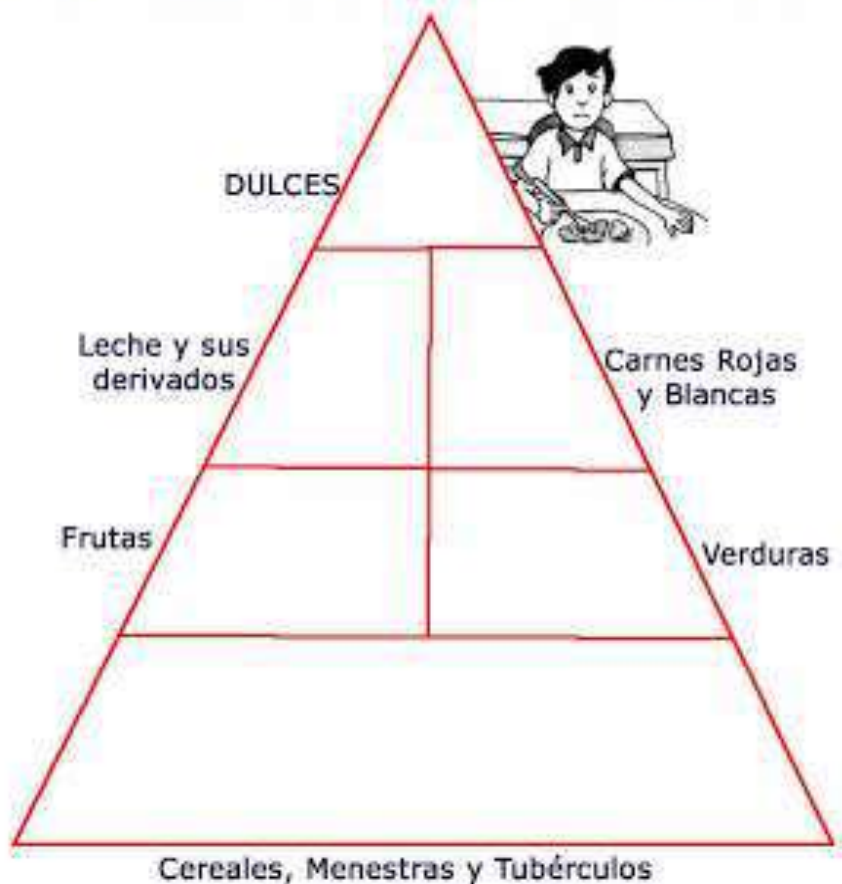 DULCES
Leche y sus
derivados
Carnes Rojas
y Blancas
Frutas
Verduras
Cereales, Menestras y Tubérculos